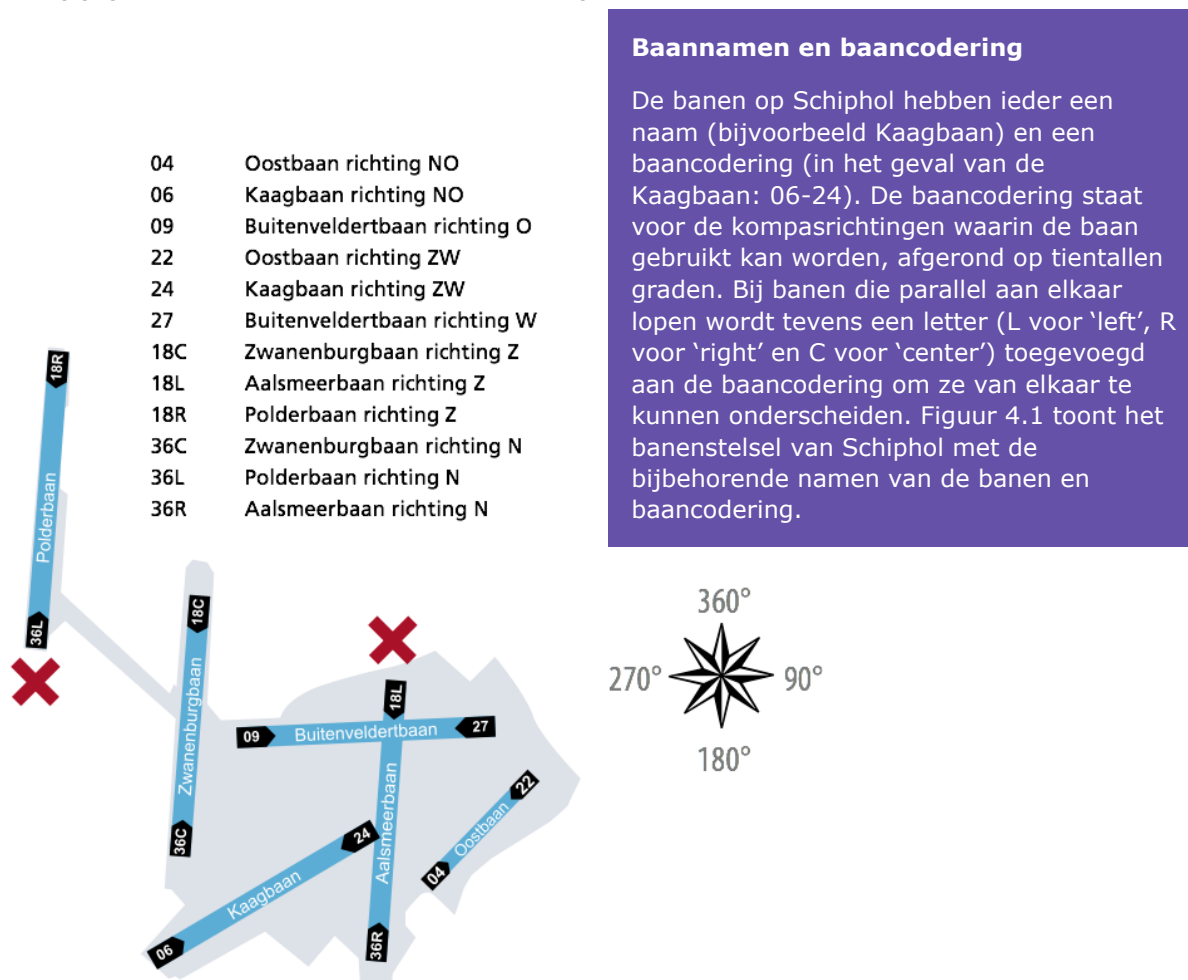 Baannamen en baancodering
De banen op Schiphol hebben ieder een
naam (bijvoorbeeld Kaagbaan) en een
baancodering (in het geval van de
Kaagbaan: 06-24). De baancodering staat
voor de kompasrichtingen waarin de baan
gebruikt kan worden, afgerond op tientallen
graden. Bij banen die parallel aan elkaar
lopen wordt tevens een letter (L voor ‘left’, R
voor ‘right’ en C voor ‘center’) toegevoegd
aan de baancodering om ze van elkaar te
kunnen onderscheiden. Figuur 4.1 toont het
banenstelsel van Schiphol met de
bijbehorende namen van de banen en
baancodering.
04 Oostbaan richting NO
06 Kaagbaan richting NO
09 Buitenveldertbaan richting O
22 Oostbaan richting ZW
24 Kaagbaan richting ZW
27 Buitenveldertbaan richting W
18C Zwanenburgbaan richting Z
18L Aalsmeerbaan richting Z
18R Polderbaan richting Z
36C Zwanenburgbaan richting N
36L Polderbaan richting N
36R Aalsmeerbaan richting N
18R
Polderbaan
36L
18C
Zwanenburgbaan
36C
18L
Aalsmeerbaan
36R
09
Buitenveldertbaan
27
22
Oostbaan
04
24
Kaagbaan
06
360°
270°
90°
180°